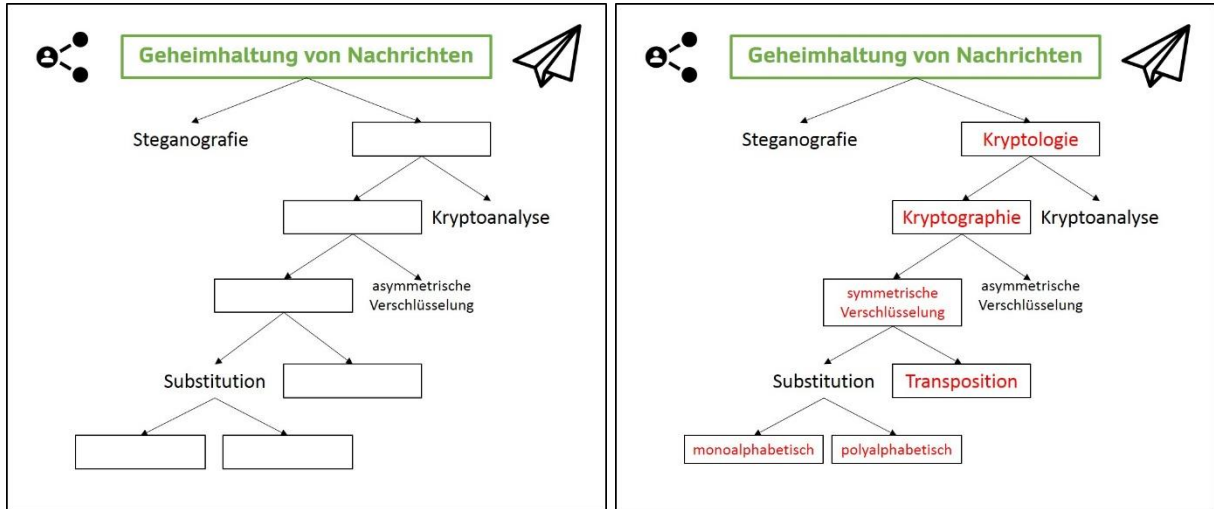 Geheimhaltung von Nachrichten
Steganografie
Kryptoanalyse
asymmetrische
Verschlüsselung
Substitution
Geheimhaltung von Nachrichten
Steganografie
Kryptologie
Kryptographie
Kryptoanalyse
symmetrische
Verschlüsselung
asymmetrische
Verschlüsselung
Substitution
Transposition
monoalphabetisch
polyalphabetisch